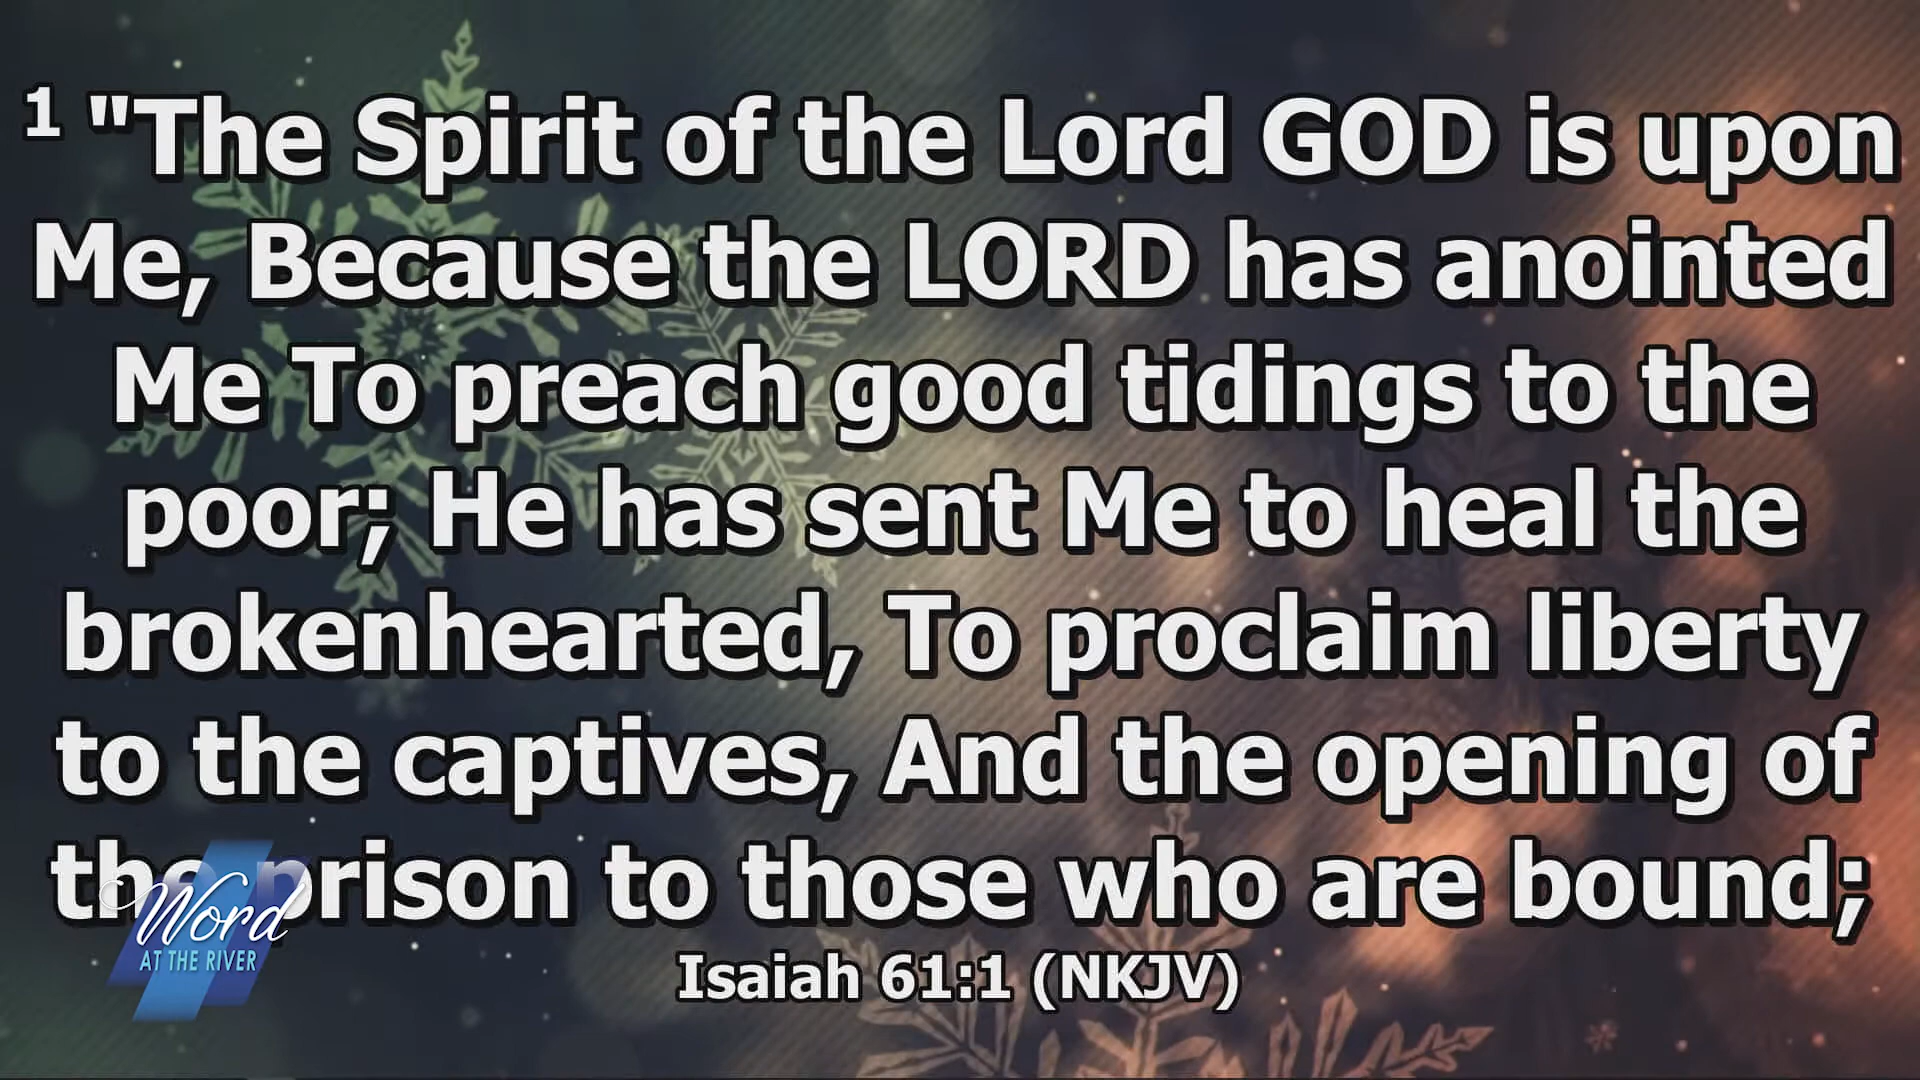 1 "The Spirit of the Lord GOD is upon
Me, Because the LORD has anointed
Me To preach good tidings to the
poor; He has sent Me to heal the
brokenhearted, To proclaim liberty
to the captives, And the opening of
the prison to those who are bound;
Isaiah 61:1 (NKJV)
Word
AT THE RIVER